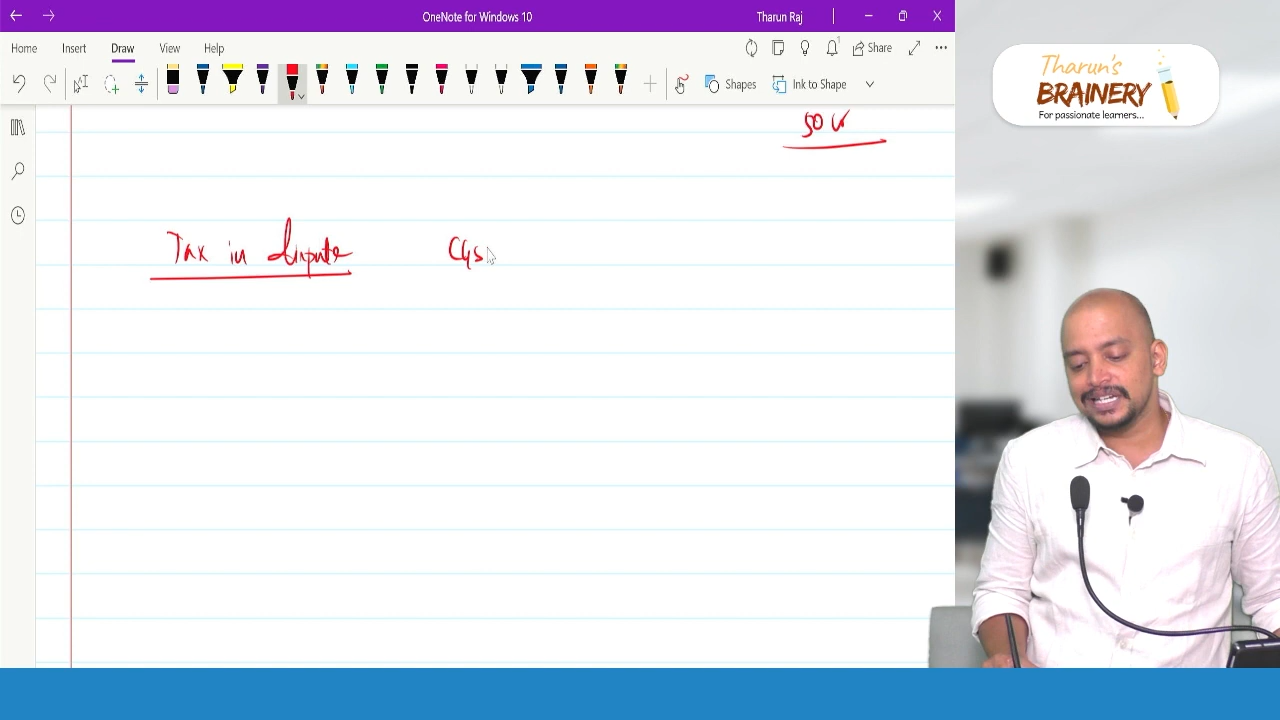 OneNote for Windows 10
Tharun Raj
Home Insert Draw View Help
Share
Shapes
Ink to Shape
Tharun's
BRAINERY
For passionate learners...
50 cr
Tax in dispute CGS